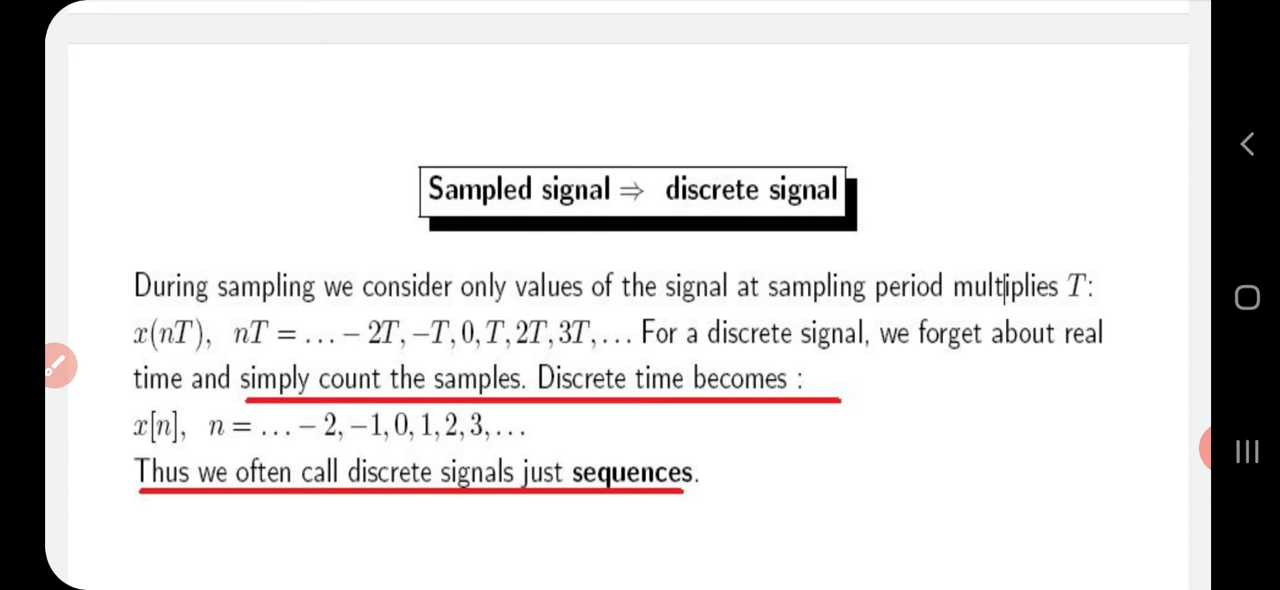 Sampled signal ⇒ discrete signal
During sampling we consider only values of the signal at sampling period multiplies T:
x(nT), nT = ... − 2T, −T, 0, T, 2T, 3T, ... For a discrete signal, we forget about real
time and simply count the samples. Discrete time becomes :
x[n], n = ... − 2, −1, 0, 1, 2, 3, ...
Thus we often call discrete signals just sequences.